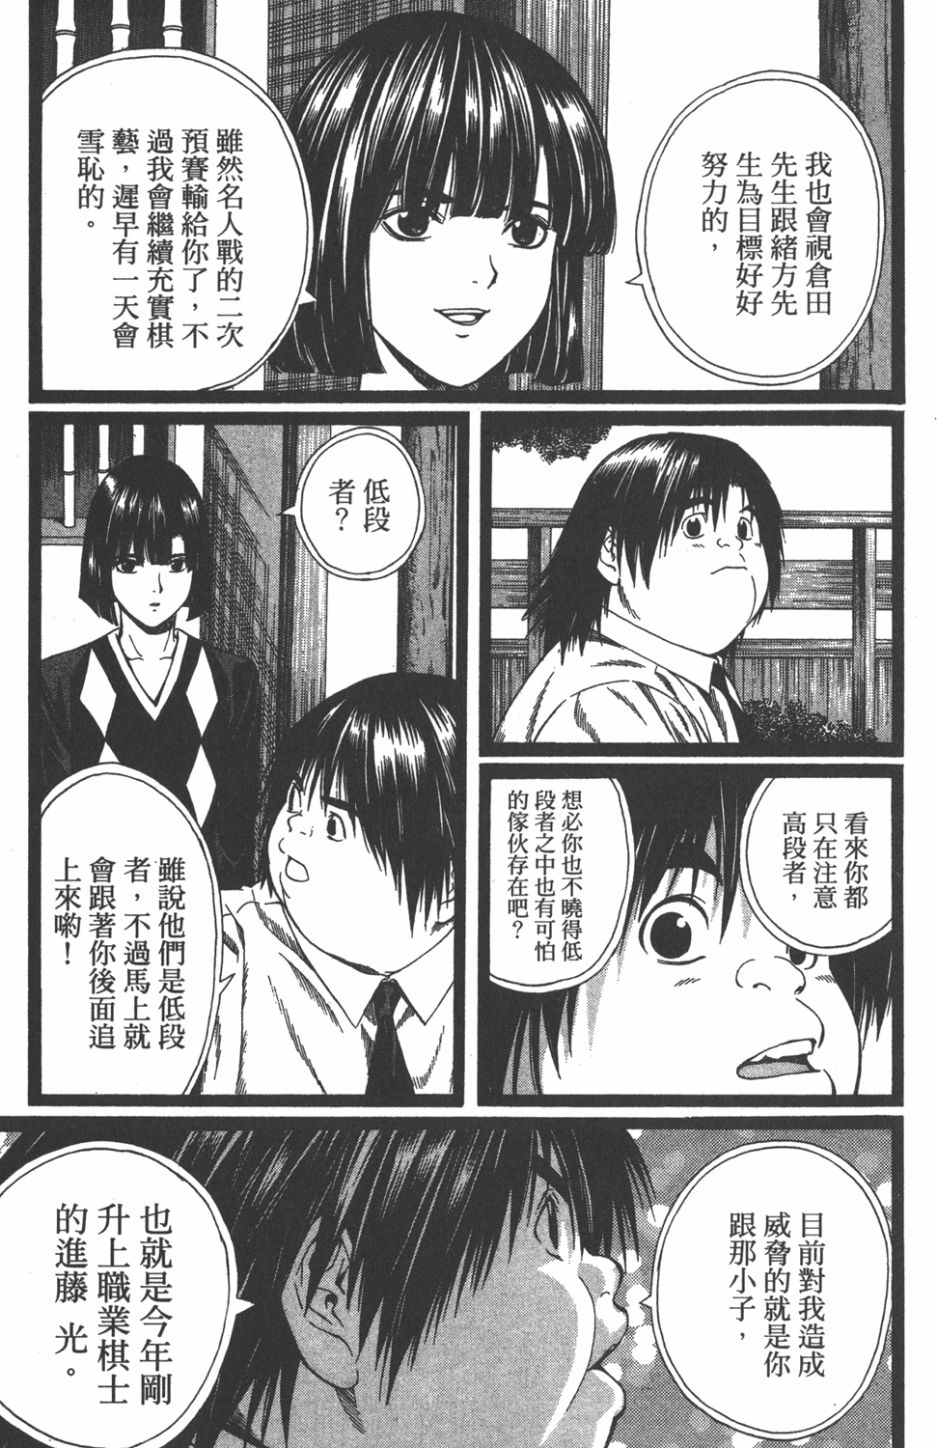 我也會視倉田
先生跟緒方先
生為目標好好
努力的，
雖然名人戰的二次
預賽輸給你了，不
過我會繼續充實棋
藝，遲早有一天會
雪恥的。
低段
者？
看來你都
只在注意
高段者，
想必你也不曉得低
段者之中也有可怕
的傢伙存在吧？
雖說他們是低段
者，不過馬上就
會跟著你後面追
上來喲！
目前對我造成
威脅的就是你
跟那小子，
也就是今年剛
升上職業棋士
的進藤 光。